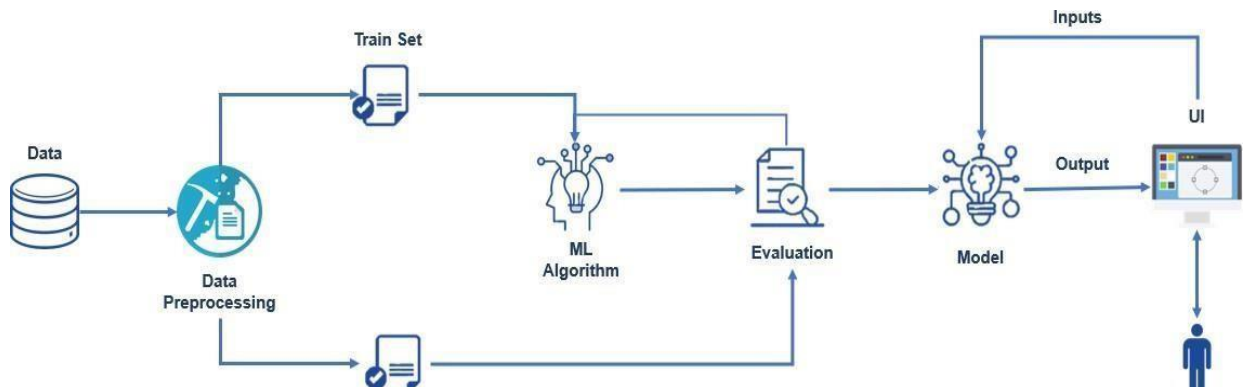 Inputs
Train Set
UI
Data
Output
ML
Algorithm
Evaluation
Model
Data
Preprocessing